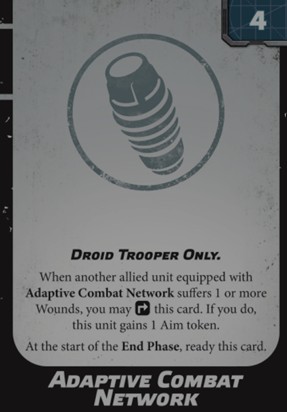 4
DROID TROOPER ONLY.
When another allied unit equipped with
Adaptive Combat Network suffers 1 or more
Wounds, you may this card. If you do,
this unit gains 1 Aim token.
At the start of the End Phase, ready this card.
ADAPTIVE COMBAT
NETWORK